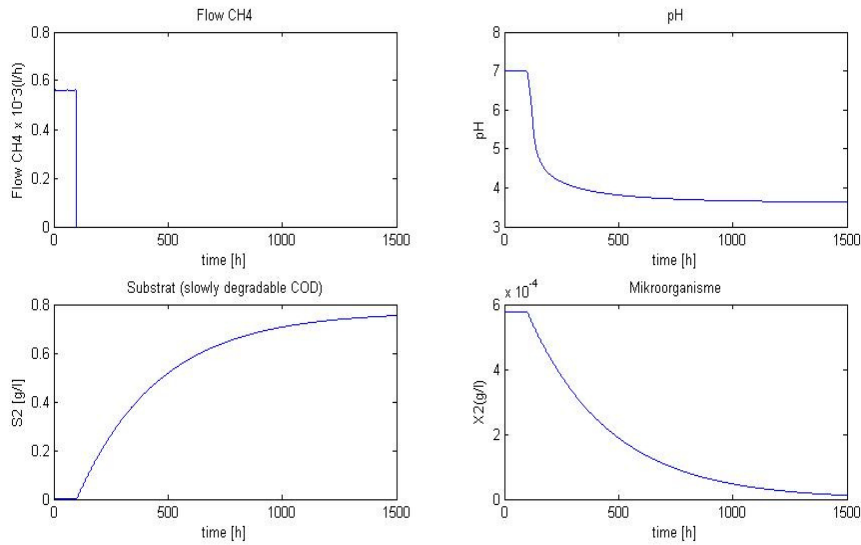 Flow CH4
Flow CH4 x 10-3(l/h)
0.8
0.6
0.4
0.2
0
0 500 1000 1500
time [h]
pH
pH
8
7
6
5
4
3
0 500 1000 1500
time [h]
Substrat (slowly degradable COD)
S2 [g/l]
0.8
0.6
0.4
0.2
0
0 500 1000 1500
time [h]
Mikroorganisme
x 10-4
X2(g/l)
6
4
2
0
0 500 1000 1500
time [h]